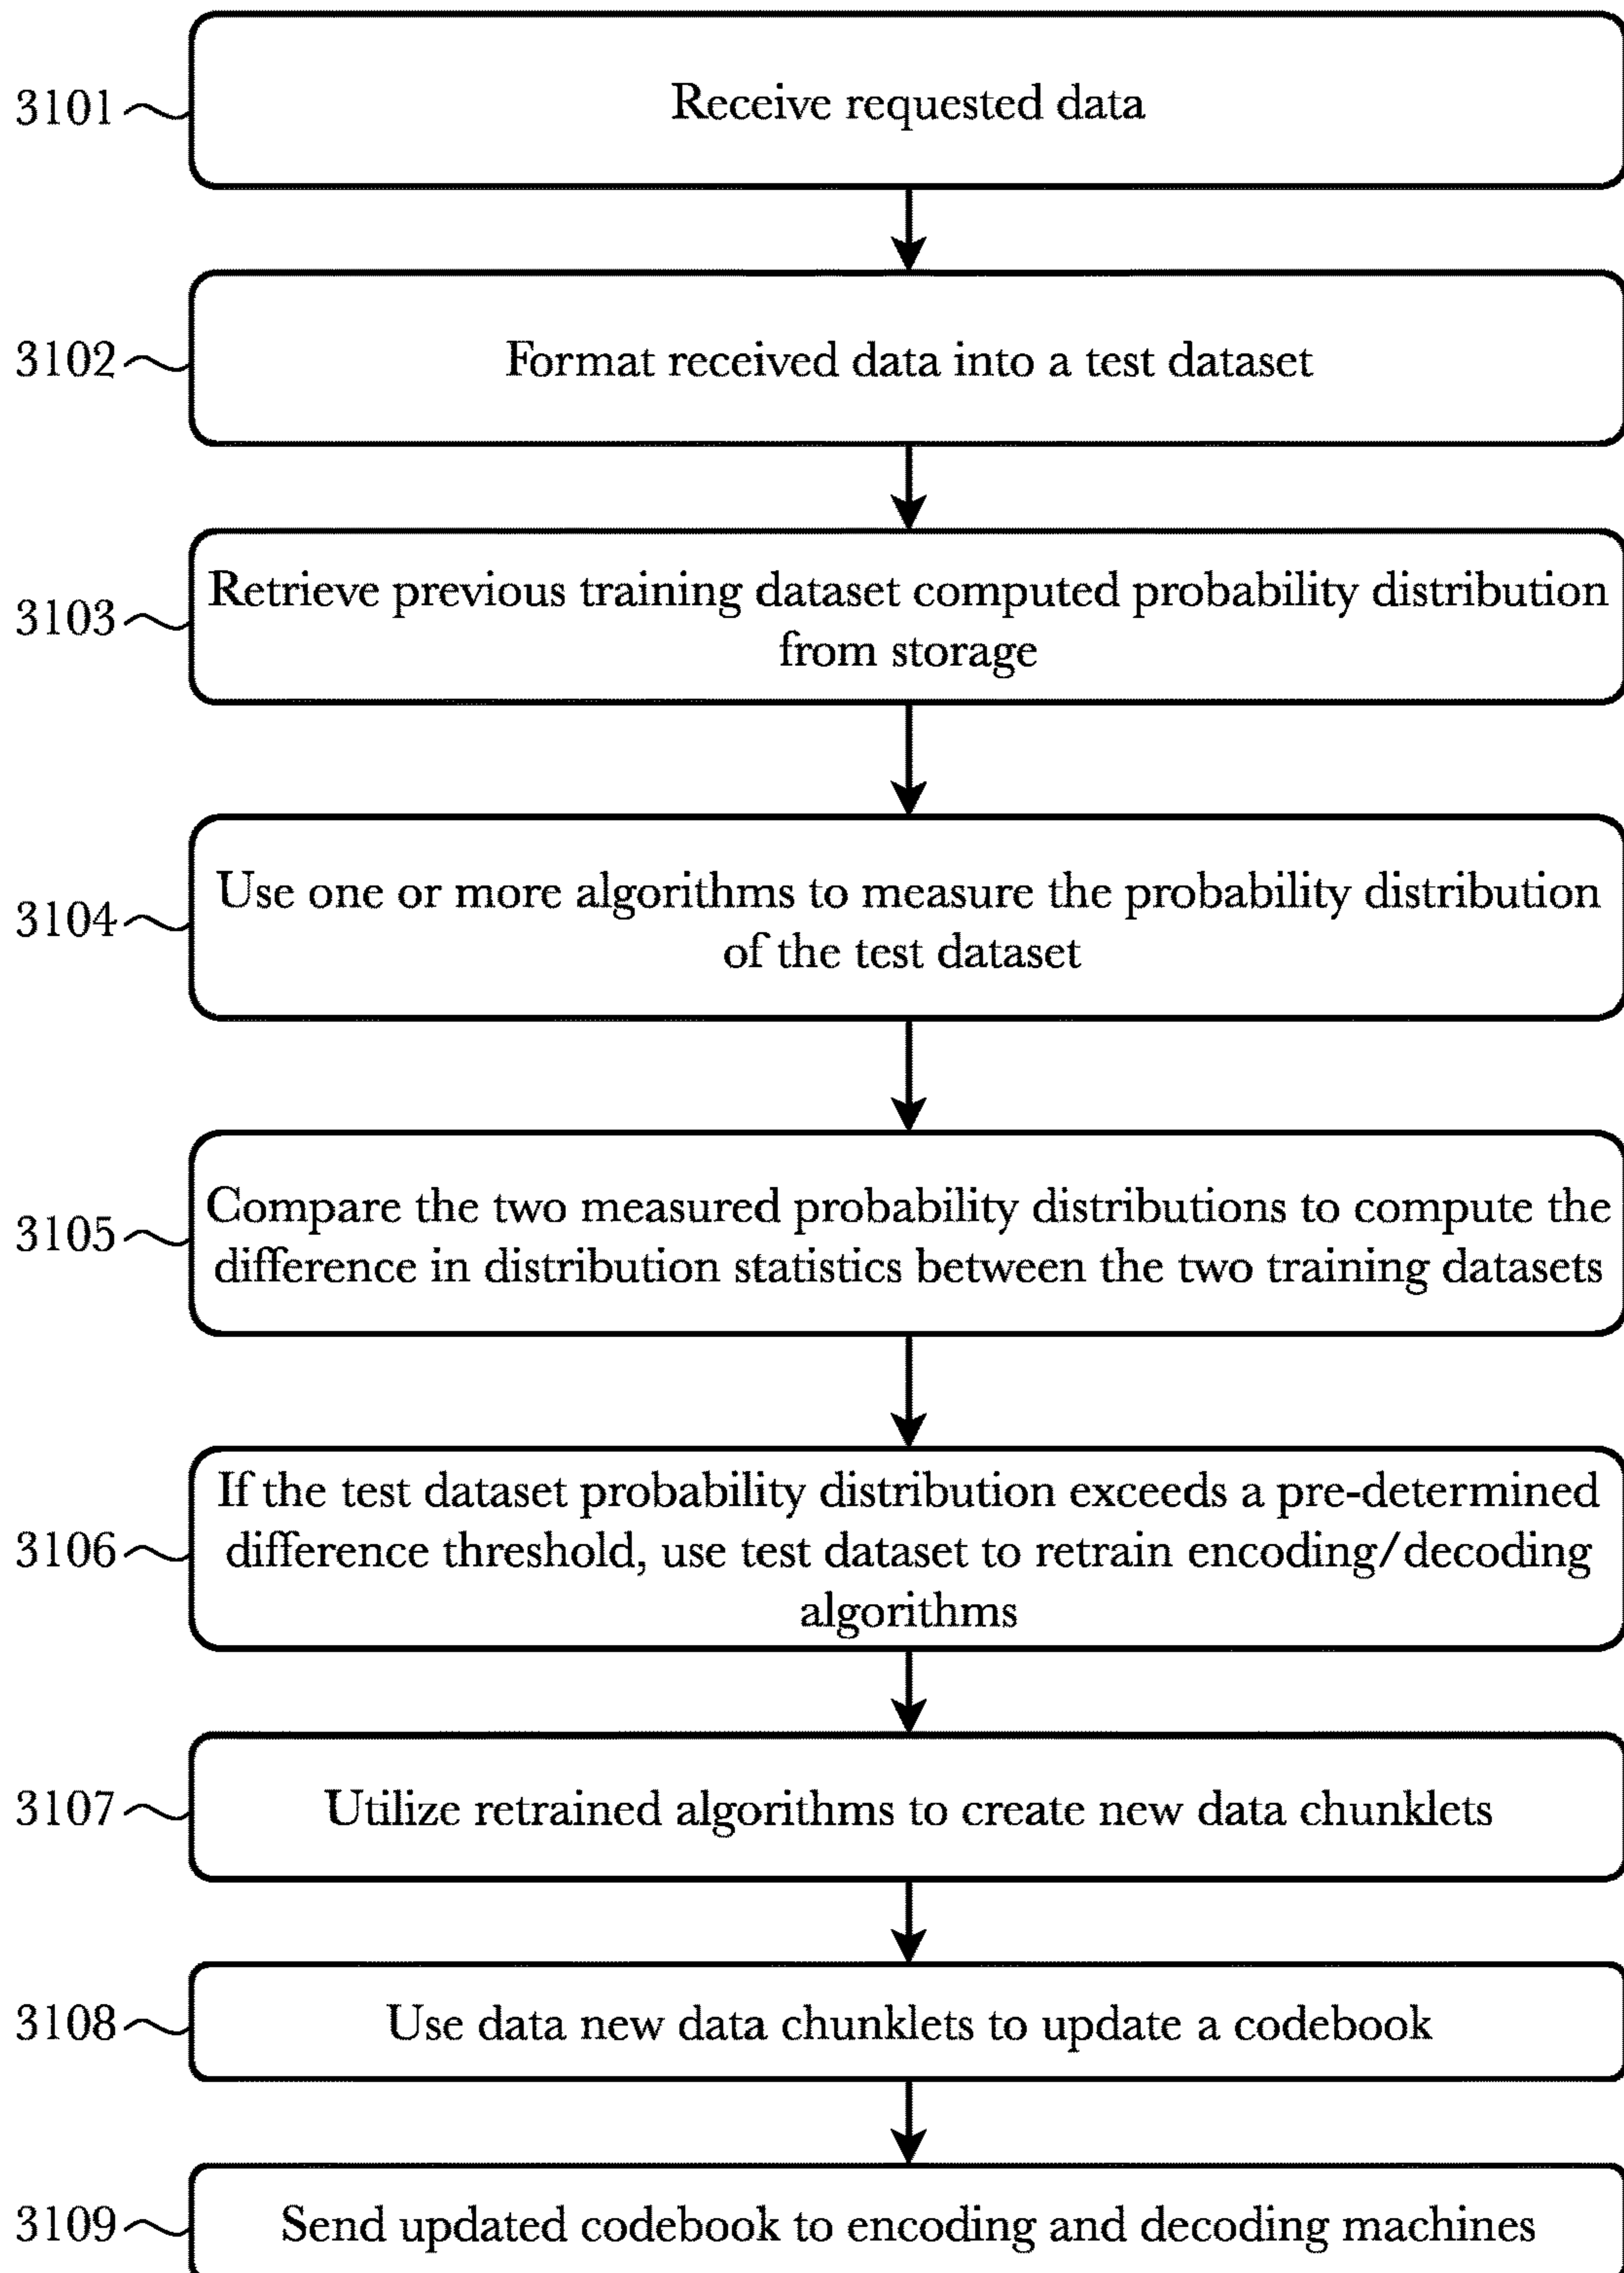 3101
Receive requested data
3102
Format received data into a test dataset
3103
Retrieve previous training dataset computed probability distribution
from storage
3104
Use one or more algorithms to measure the probability distribution
of the test dataset
3105
Compare the two measured probability distributions to compute the
difference in distribution statistics between the two training datasets
3106
If the test dataset probability distribution exceeds a pre-determined
difference threshold, use test dataset to retrain encoding/decoding
algorithms
3107
Utilize retrained algorithms to create new data chunklets
3108
Use data new data chunklets to update a codebook
3109
Send updated codebook to encoding and decoding machines